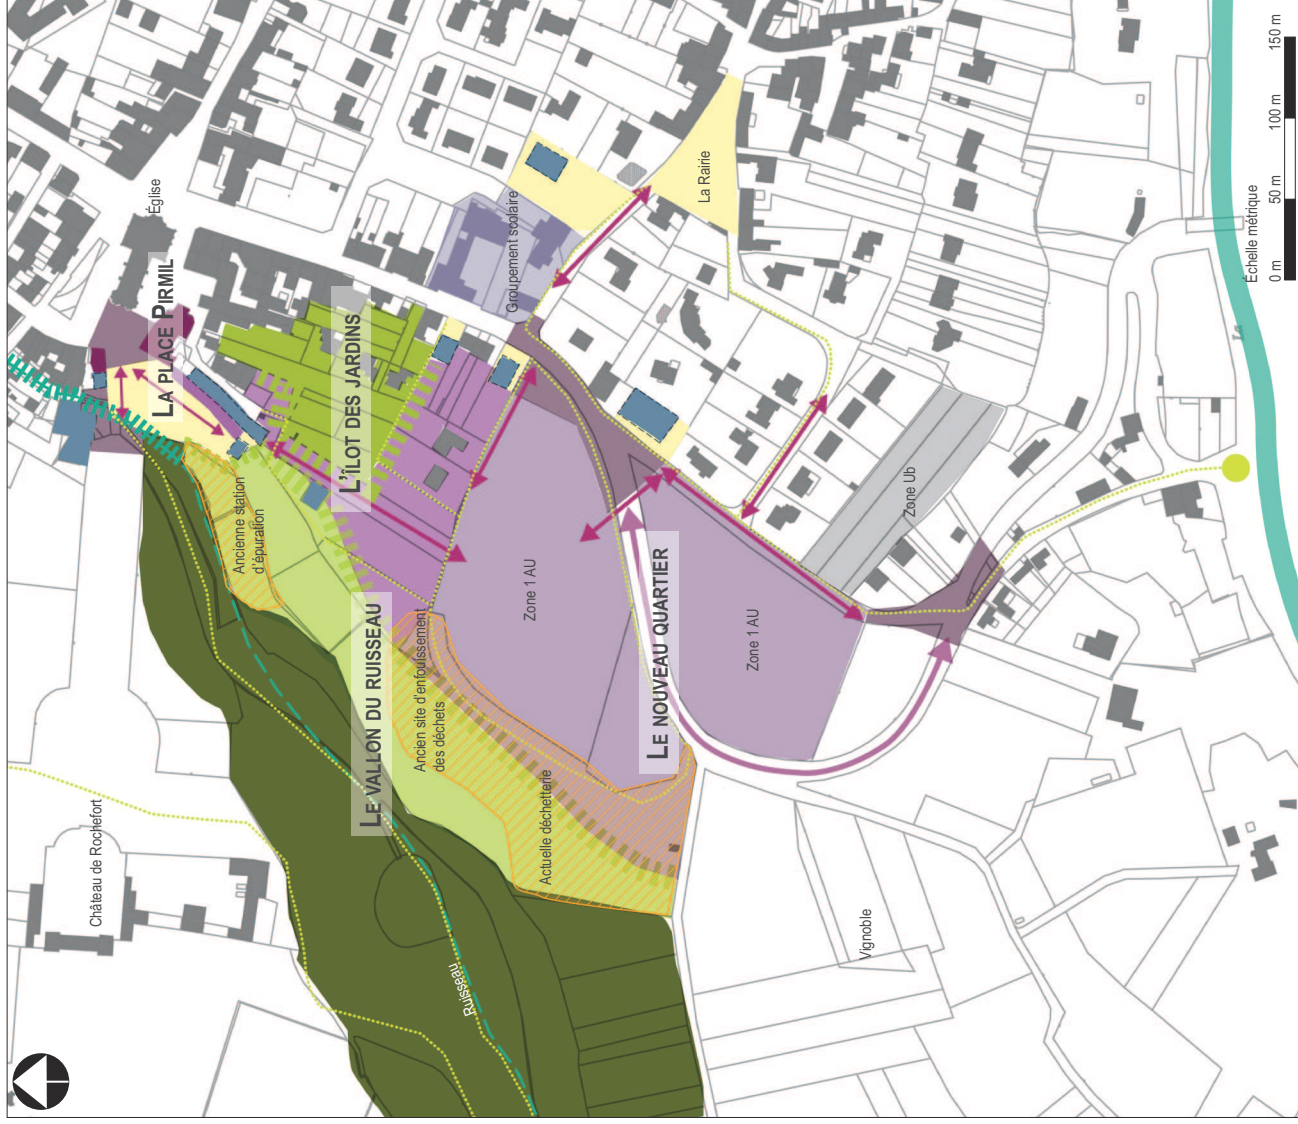 Église
LA PLACE PIRMIL
L'ÎLOT DES JARDINS
Groupement scolaire
La Rairie
Ancienne station
d'épuration
LE VALLON DU RUISSEAU
Zone 1 AU
Ancien site d'enfouissement
des déchets
Actuelle déchetterie
LE NOUVEAU QUARTIER
Zone 1 AU
Zone Ub
Château de Rochefort
Ruisseau
Vignoble
Échelle métrique
0 m
50 m
100 m
150 m